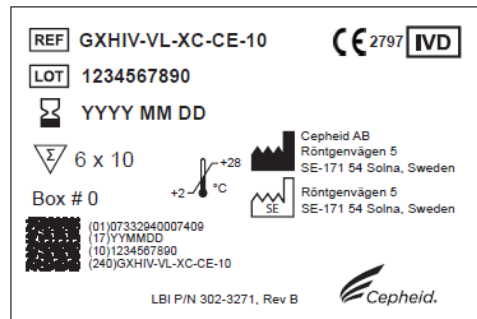 REF GXHIV-VL-XC-CE-10
CE 2797 IVD
LOT 1234567890
YYYY MM DD
Σ 6 x 10
+28
+2 °C
Box # 0
Cepheid AB
Röntgenvägen 5
SE-171 54 Solna, Sweden
SE
Röntgenvägen 5
SE-171 54 Solna, Sweden
(01)07332940007409
(17)YYMMDD
(10)1234567890
(240)GXHIV-VL-XC-CE-10
LBI P/N 302-3271, Rev B
Cepheid.